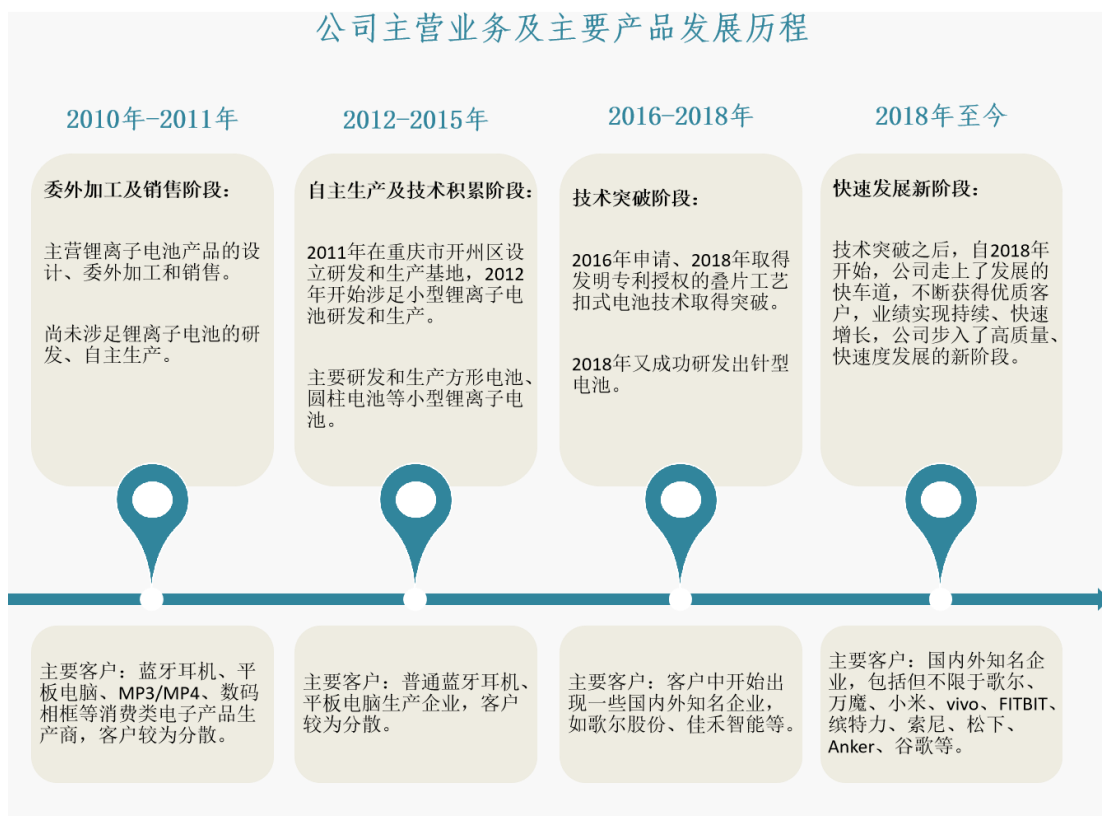 公司主营业务及主要产品发展历程
2010年-2011年
委外加工及销售阶段：
主营锂离子电池产品的设
计、委外加工和销售。
尚未涉足锂离子电池的研
发、自主生产。
主要客户：蓝牙耳机、平
板电脑、MP3/MP4、数码
相框等消费类电子产品生
产商，客户较为分散。
2012-2015年
自主生产及技术积累阶段：
2011年在重庆市开州区设
立研发和生产基地，2012
年开始涉足小型锂离子电
池研发和生产。
主要研发和生产方形电池、
圆柱电池等小型锂离子电
池。
主要客户：普通蓝牙耳机、
平板电脑生产企业，客户
较为分散。
2016-2018年
技术突破阶段：
2016年申请、2018年取得
发明专利授权的叠片工艺
扣式电池技术取得突破。
2018年又成功研发出针型
电池。
主要客户：客户中开始出
现一些国内外知名企业，
如歌尔股份、佳禾智能等。
2018年至今
快速发展新阶段：
技术突破之后，自2018年
开始，公司走上了发展的
快车道，不断获得优质客
户，业绩实现持续、快速
增长，公司步入了高质量、
快速度发展的新阶段。
主要客户：国内外知名企
业，包括但不限于歌尔、
万魔、小米、vivo、FITBIT、
缤特力、索尼、松下、
Anker、谷歌等。